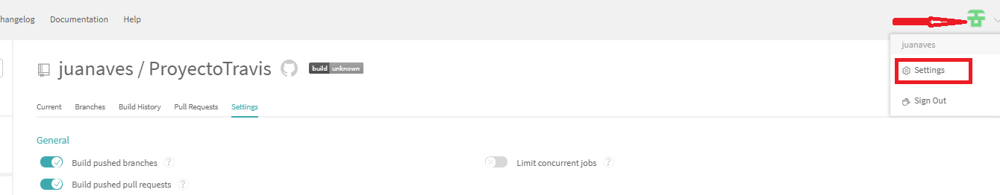 hangelog Documentation Help
juanaves
Settings
Sign Out
juanaves / ProyectoTravis build unknown
Current Branches Build History Pull Requests Settings
General
Build pushed branches ? Limit concurrent jobs ?
Build pushed pull requests ?